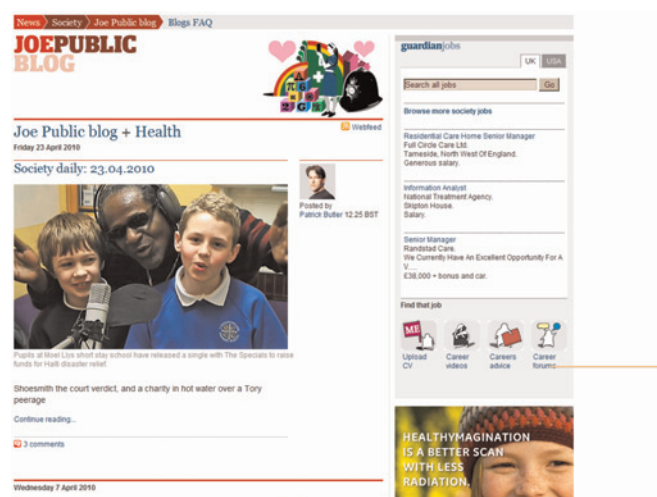 News Society Joe Public blog Blogs FAQ
JOEPUBLIC
BLOG
Webfeed
Joe Public blog + Health
Friday 23 April 2010
Society daily: 23.04.2010
Posted by
Patrick Butler 12.25 BST
Pupils at Moel Llos short stay school have released a single with The Specials to raise
funds for Haiti disaster relief
Shoesmith the court verdict, and a charity in hot water over a Tory
peerage
Continue reading...
3 comments
Wednesday 7 April 2010
guardianjobs
UK USA
Search all jobs Go
Browse more society jobs
Residential Care Home Senior Manager
Full Circle Care Ltd.
Tameside, North West Of England.
Generous salary.
Information Analyst
National Treatment Agency.
Skipton House.
Salary.
Senior Manager
Randstad Care.
We Currently Have An Excellent Opportunity For A
V.....
£38,000 + bonus and car.
Find that job
ME
Upload Career Careers Career
CV videos advice forums
HEALTHYMAGINATION
IS A BETTER SCAN
WITH LESS
RADIATION.